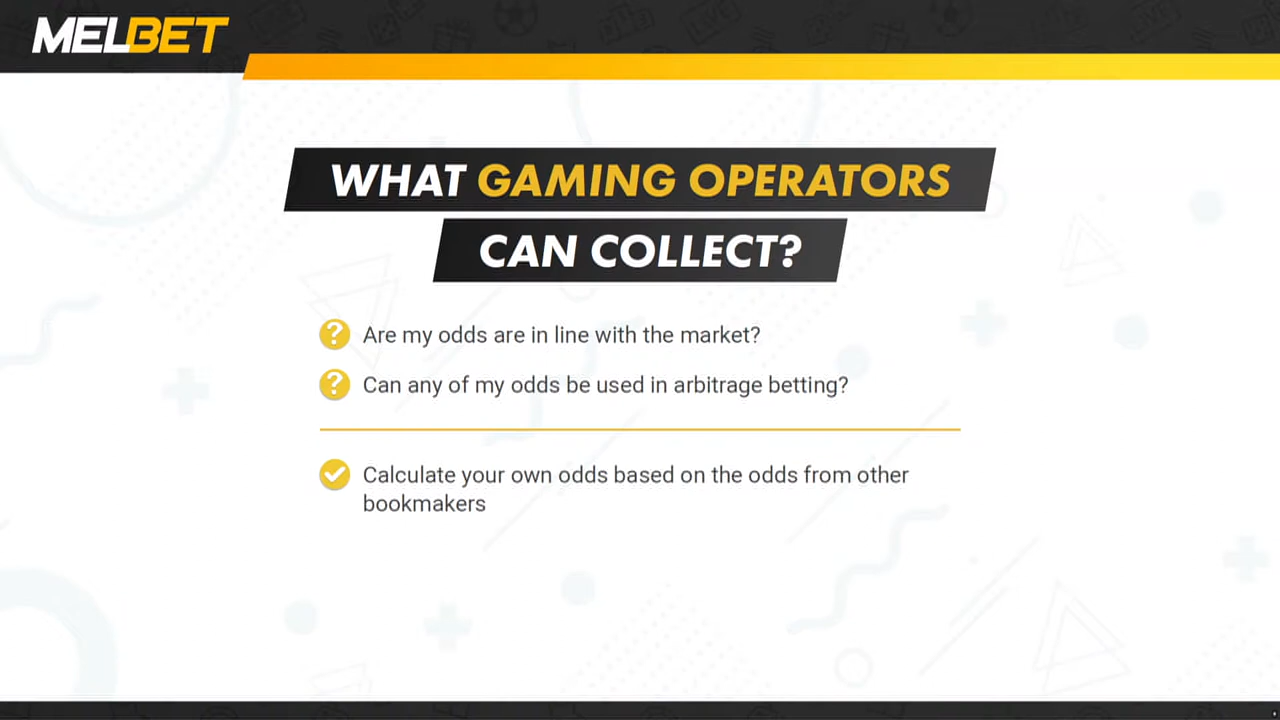 MELBET
WHAT GAMING OPERATORS
CAN COLLECT?
Are my odds are in line with the market?
Can any of my odds be used in arbitrage betting?
Calculate your own odds based on the odds from other
bookmakers